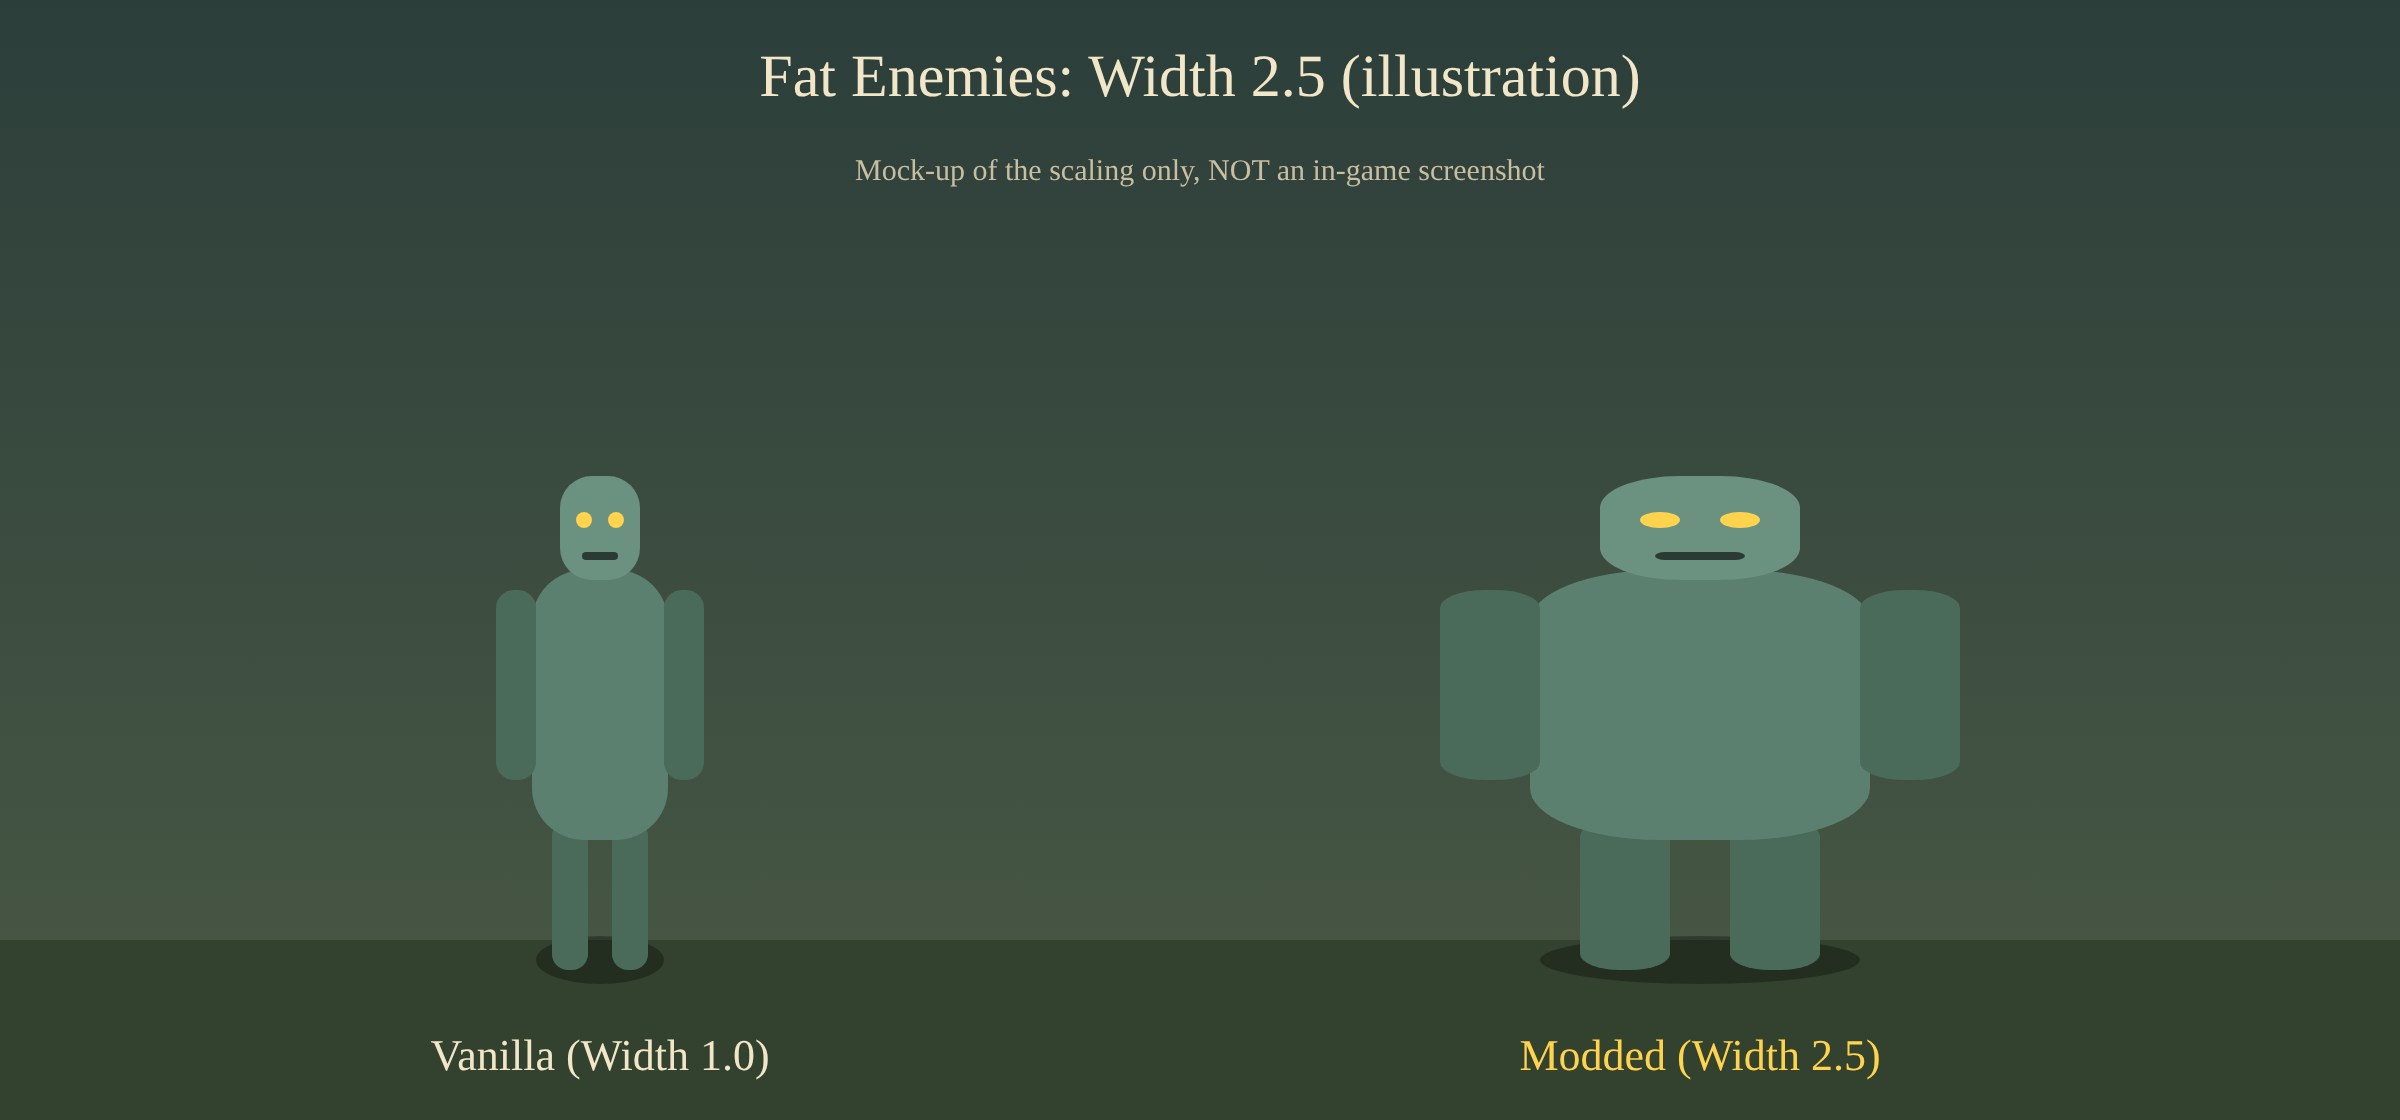 Fat Enemies: Width 2.5 (illustration)
Mock-up of the scaling only, NOT an in-game screenshot
Vanilla (Width 1.0)
Modded (Width 2.5)